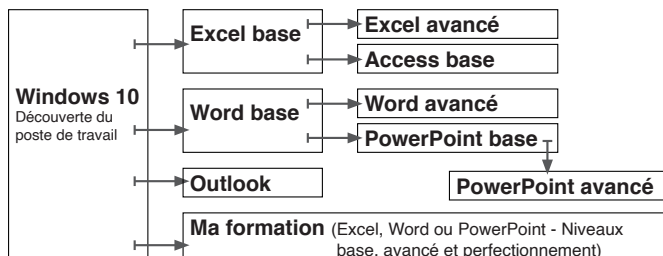 Windows 10
Découverte du
poste de travail
Excel base
Excel avancé
Access base
Word base
Word avancé
PowerPoint base
PowerPoint avancé
Outlook
Ma formation (Excel, Word ou PowerPoint - Niveaux
base, avancé et perfectionnement)